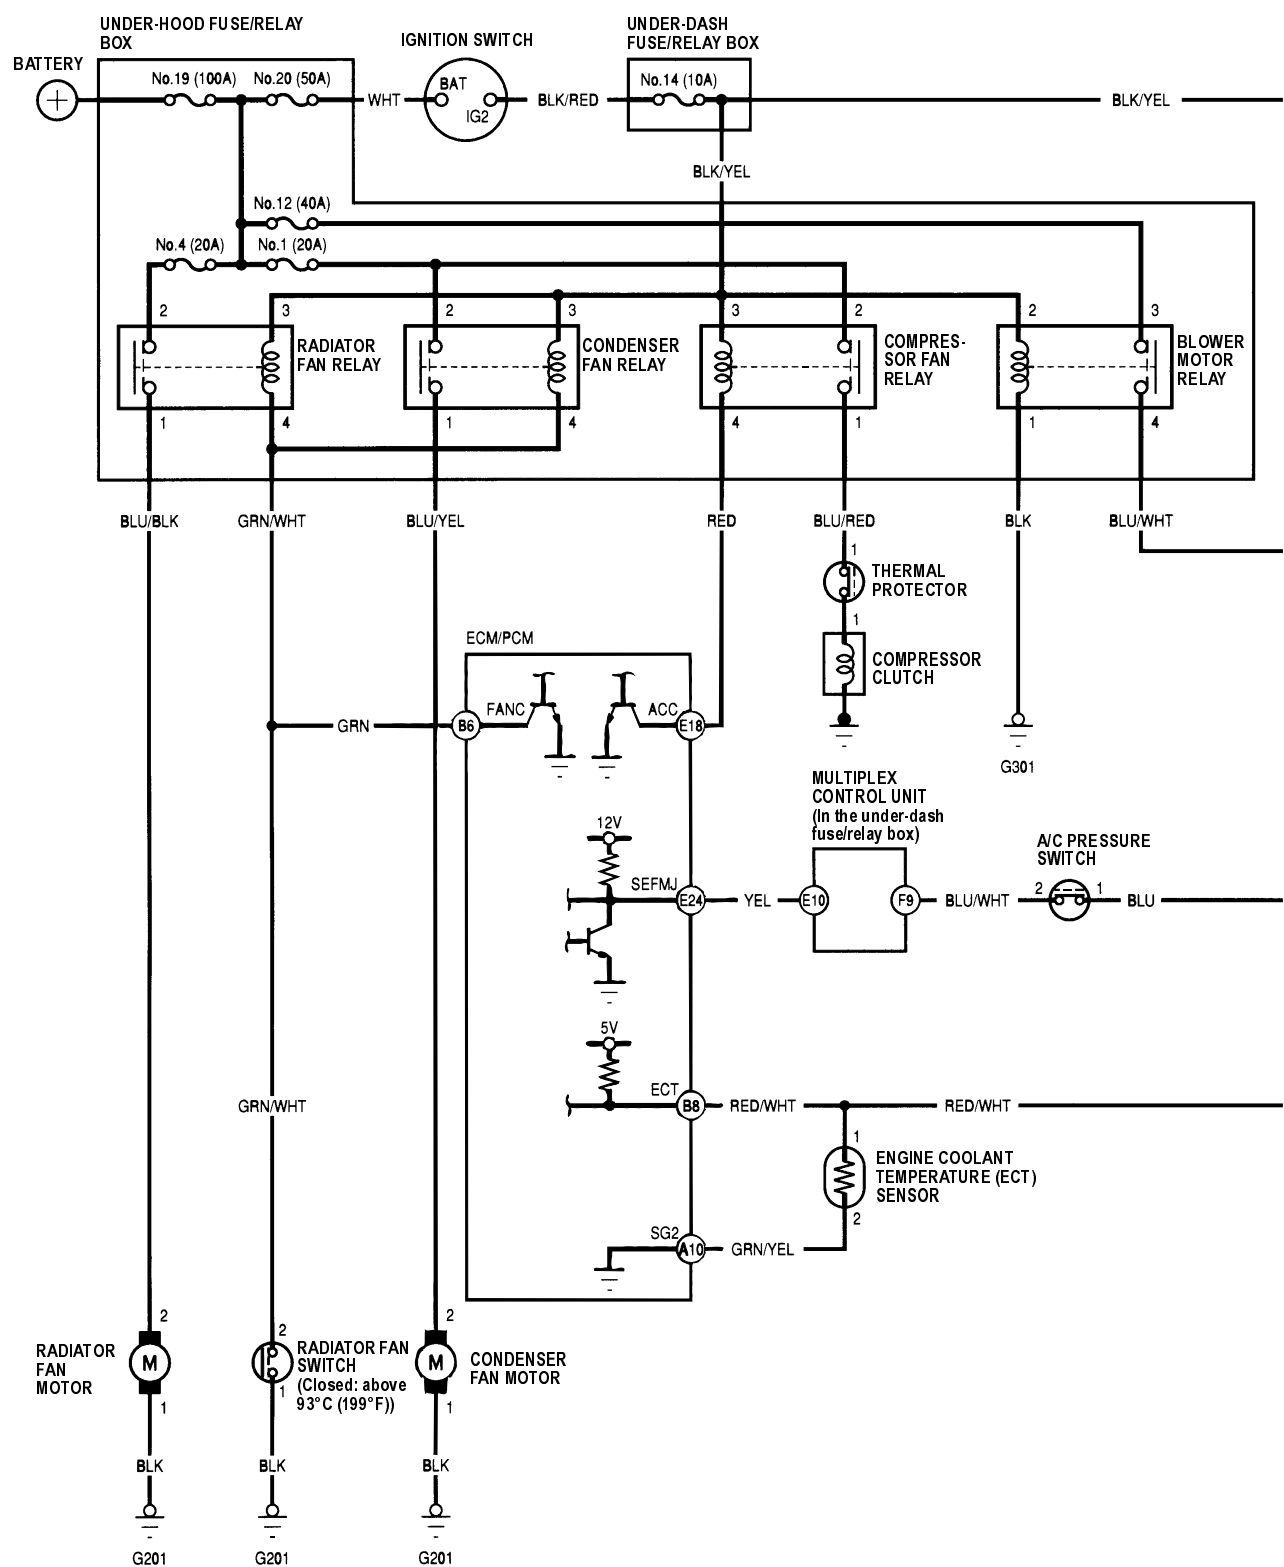 UNDER-HOOD FUSE/RELAY
BOX
IGNITION SWITCH
UNDER-DASH
FUSE/RELAY BOX
BATTERY
No.19 (100A)
No.20 (50A)
WHT
BAT
IG2
BLK/RED
No.14 (10A)
BLK/YEL
BLK/YEL
No.12 (40A)
No.4 (20A)
No.1 (20A)
2
3
2
3
3
2
2
3
RADIATOR
FAN RELAY
CONDENSER
FAN RELAY
COMPRES-
SOR FAN
RELAY
BLOWER
MOTOR
RELAY
1
4
1
4
4
1
1
4
BLU/BLK
GRN/WHT
BLU/YEL
RED
BLU/RED
BLK
BLU/WHT
1
THERMAL
PROTECTOR
1
COMPRESSOR
CLUTCH
ECM/PCM
FANC
ACC
GRN
B6
E18
G301
MULTIPLEX
CONTROL UNIT
(In the under-dash
fuse/relay box)
12V
A/C PRESSURE
SWITCH
SEFMJ
E24
YEL
E10
F9
BLU/WHT
2
1
BLU
5V
ECT
B8
RED/WHT
RED/WHT
GRN/WHT
1
ENGINE COOLANT
TEMPERATURE (ECT)
SENSOR
2
SG2
A10
GRN/YEL
2
2
2
RADIATOR
FAN
MOTOR
M
RADIATOR FAN
SWITCH
(Closed: above
93°C (199°F))
M
CONDENSER
FAN MOTOR
1
1
1
BLK
BLK
BLK
G201
G201
G201